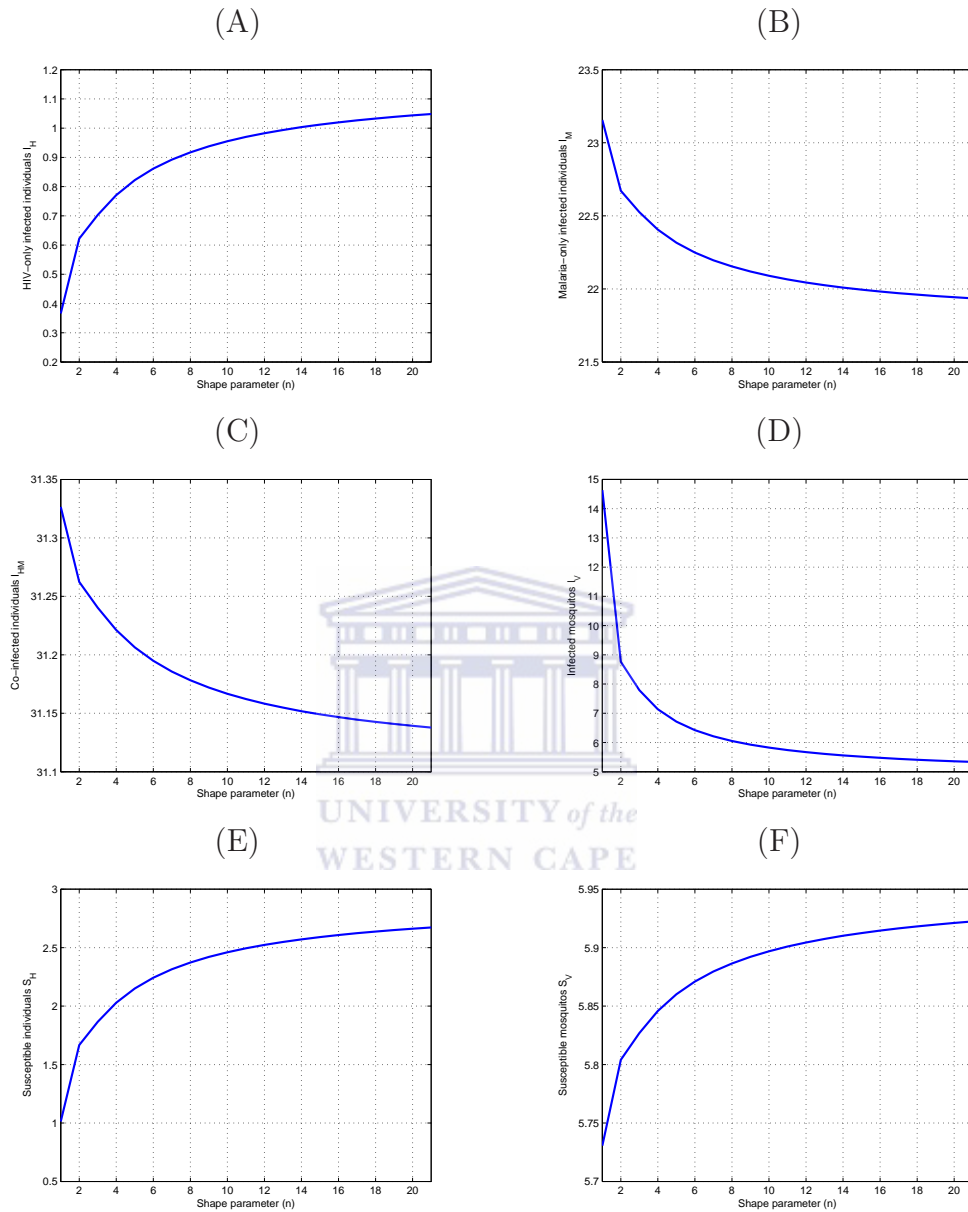 (A)
1.2
1.1
1
0.9
0.8
0.7
0.6
0.5
0.4
0.3
0.2
HIV−only infected individuals I_H
2 4 6 8 10 12 14 16 18 20
Shape parameter (n)
(B)
23.5
23
22.5
22
21.5
Malaria−only infected individuals I_M
2 4 6 8 10 12 14 16 18 20
Shape parameter (n)
(C)
31.35
31.3
31.25
31.2
31.15
31.1
Co−infected individuals I_HM
2 4 6 8 10 12 14 16 18 20
Shape parameter (n)
(D)
15
14
13
12
11
10
9
8
7
6
5
Infected mosquitos I_V
2 4 6 8 10 12 14 16 18 20
Shape parameter (n)
UNIVERSITY of the
WESTERN CAPE
(E)
3
2.5
2
1.5
1
0.5
Susceptible individuals S_H
2 4 6 8 10 12 14 16 18 20
Shape parameter (n)
(F)
5.95
5.9
5.85
5.8
5.75
5.7
Susceptible mosquitos S_V
2 4 6 8 10 12 14 16 18 20
Shape parameter (n)